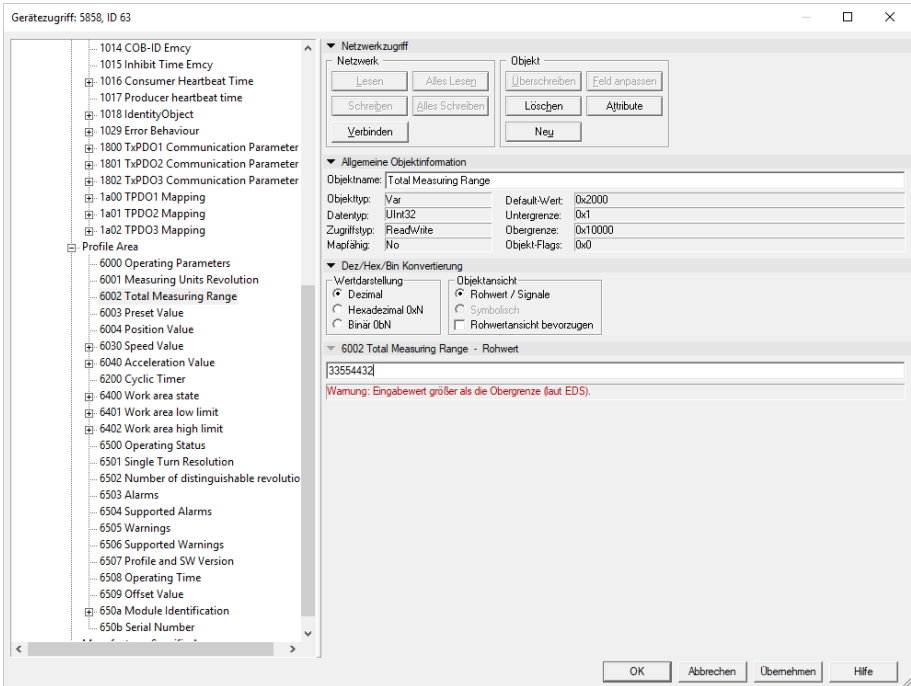 Gerätezugriff: 5858, ID 63
1014 COB-ID Emcy
1015 Inhibit Time Emcy
1016 Consumer Heartbeat Time
1017 Producer heartbeat time
1018 IdentityObject
1029 Error Behaviour
1800 TxPDO1 Communication Parameter
1801 TxPDO2 Communication Parameter
1802 TxPDO3 Communication Parameter
1a00 TPDO1 Mapping
1a01 TPDO2 Mapping
1a02 TPDO3 Mapping
Profile Area
6000 Operating Parameters
6001 Measuring Units Revolution
6002 Total Measuring Range
6003 Preset Value
6004 Position Value
6030 Speed Value
6040 Acceleration Value
6200 Cyclic Timer
6400 Work area state
6401 Work area low limit
6402 Work area high limit
6500 Operating Status
6501 Single Turn Resolution
6502 Number of distinguishable revolutio
6503 Alarms
6504 Supported Alarms
6505 Warnings
6506 Supported Warnings
6507 Profile and SW Version
6508 Operating Time
6509 Offset Value
650a Module Identification
650b Serial Number
Netzwerkzugriff
Netzwerk
Lesen Alles Lesen
Schreiben Alles Schreiben
Verbinden
Objekt
Überschreiben Feld anpassen
Löschen Attribute
Neu
Allgemeine Objektinformation
Objektname: Total Measuring Range
Objekttyp: Var Default-Wert: 0x2000
Datentyp: UInt32 Untergrenze: 0x1
Zugriffstyp: ReadWrite Obergrenze: 0x10000
Mapfähig: No Objekt-Flags: 0x0
Dez/Hex/Bin Konvertierung
Wertdarstellung
Dezimal
Hexadezimal 0xN
Binär 0bN
Objektansicht
Rohwert / Signale
Symbolisch
Rohwertansicht bevorzugen
6002 Total Measuring Range - Rohwert
33554432
Warnung: Eingabewert größer als die Obergrenze (laut EDS).
OK Abbrechen Übernehmen Hilfe